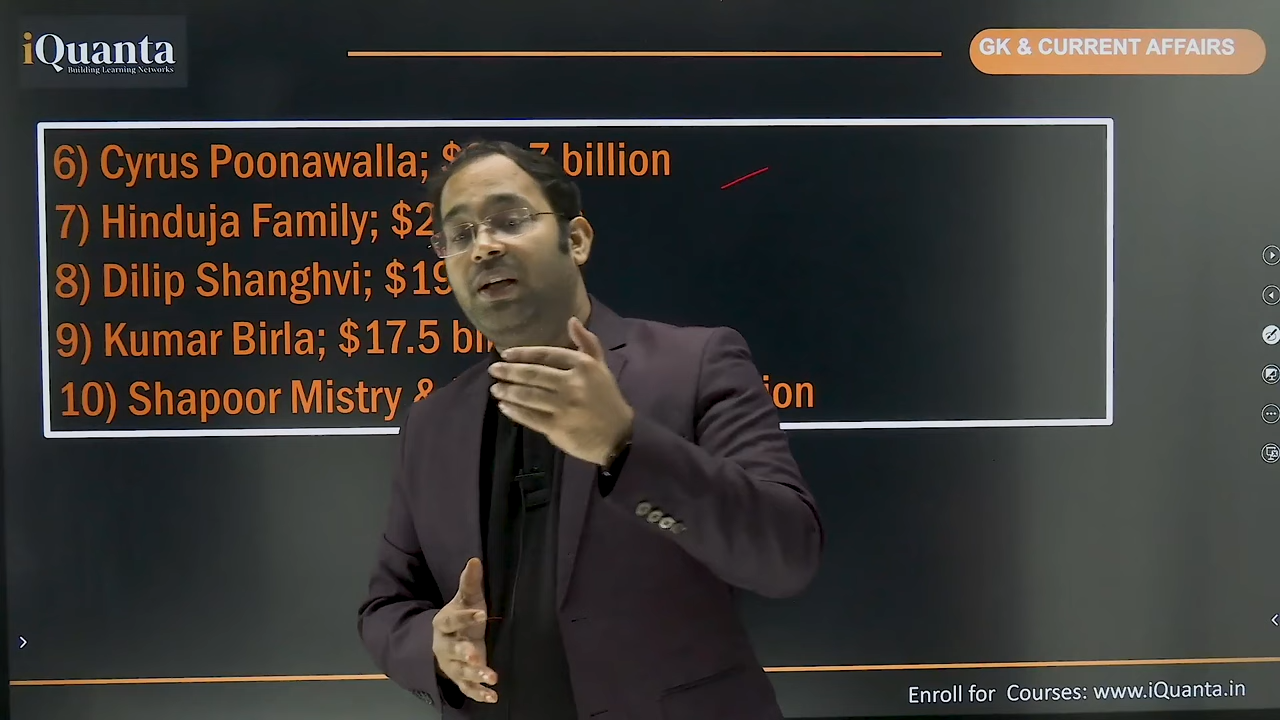 iQuanta
Building Learning Networks
GK & CURRENT AFFAIRS
6) Cyrus Poonawalla; $ 7 billion
7) Hinduja Family; $2
8) Dilip Shanghvi; $19
9) Kumar Birla; $17.5
10) Shapoor Mistry &
Enroll for Courses: www.iQuanta.in